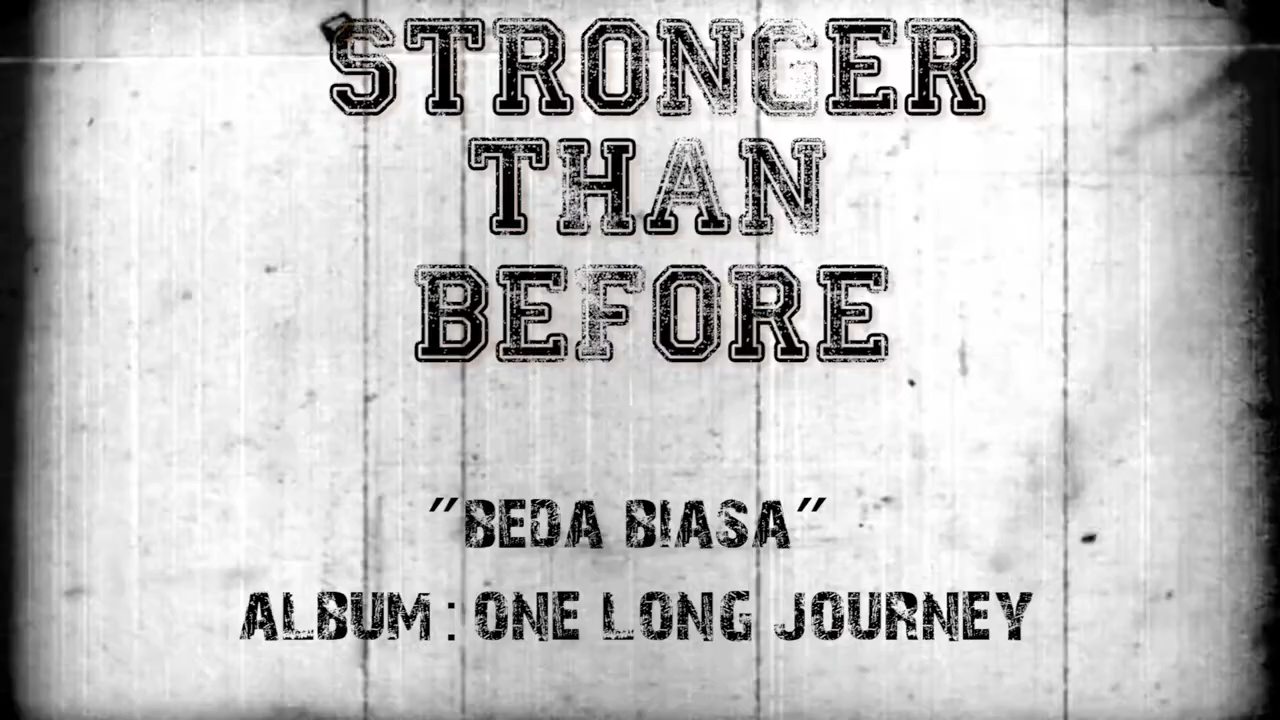 STRONGER
THAN
BEFORE
"BEDA BIASA"
ALBUM : ONE LONG JOURNEY